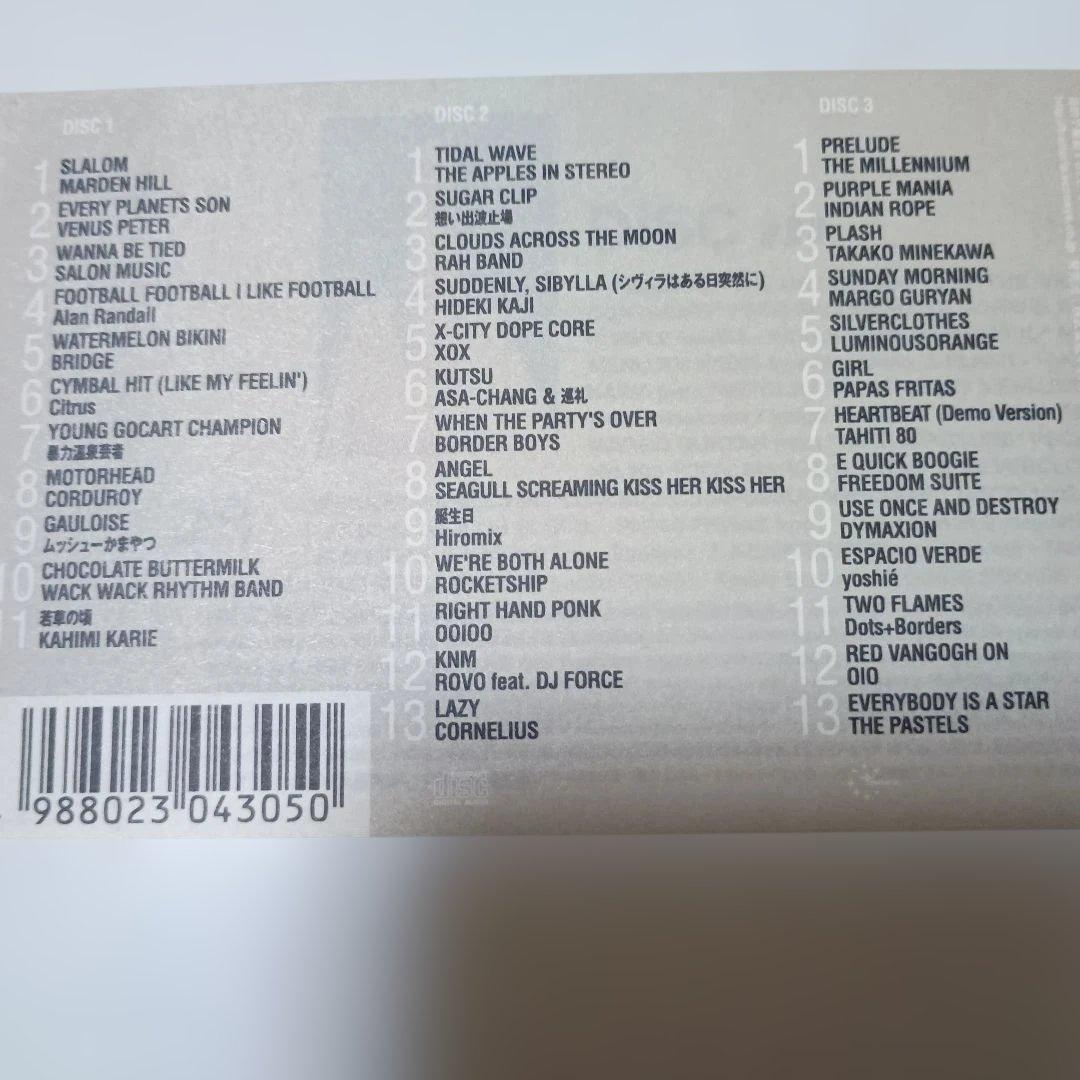 DISC 1
1 SLALOM
MARDEN HILL
2 EVERY PLANETS SON
VENUS PETER
3 WANNA BE TIED
SALON MUSIC
4 FOOTBALL FOOTBALL I LIKE FOOTBALL
Alan Randall
5 WATERMELON BIKINI
BRIDGE
6 CYMBAL HIT (LIKE MY FEELIN')
Citrus
7 YOUNG GOCART CHAMPION
暴力温泉芸者
8 MOTORHEAD
CORDUROY
9 GAULOISE
ムッシューかまやつ
10 CHOCOLATE BUTTERMILK
WACK WACK RHYTHM BAND
11 若草の頃
KAHIMI KARIE
988023 043050
DISC 2
1 TIDAL WAVE
THE APPLES IN STEREO
2 SUGAR CLIP
想い出波止場
3 CLOUDS ACROSS THE MOON
RAH BAND
4 SUDDENLY, SIBYLLA (シヴィラはある日突然に)
HIDEKI KAJI
5 X-CITY DOPE CORE
XOX
6 KUTSU
ASA-CHANG & 巡礼
7 WHEN THE PARTY'S OVER
BORDER BOYS
8 ANGEL
SEAGULL SCREAMING KISS HER KISS HER
9 誕生日
Hiromix
10 WE'RE BOTH ALONE
ROCKETSHIP
11 RIGHT HAND PONK
OOIOO
12 KNM
ROVO feat. DJ FORCE
13 LAZY
CORNELIUS
disc
DIGITAL AUDIO
DISC 3
1 PRELUDE
THE MILLENNIUM
2 PURPLE MANIA
INDIAN ROPE
3 PLASH
TAKAKO MINEKAWA
4 SUNDAY MORNING
MARGO GURYAN
5 SILVERCLOTHES
LUMINOUSORANGE
6 GIRL
PAPAS FRITAS
7 HEARTBEAT (Demo Version)
TAHITI 80
8 E QUICK BOOGIE
FREEDOM SUITE
9 USE ONCE AND DESTROY
DYMAXION
10 ESPACIO VERDE
yoshié
11 TWO FLAMES
Dots+Borders
12 RED VANGOGH ON
OIO
13 EVERYBODY IS A STAR
THE PASTELS